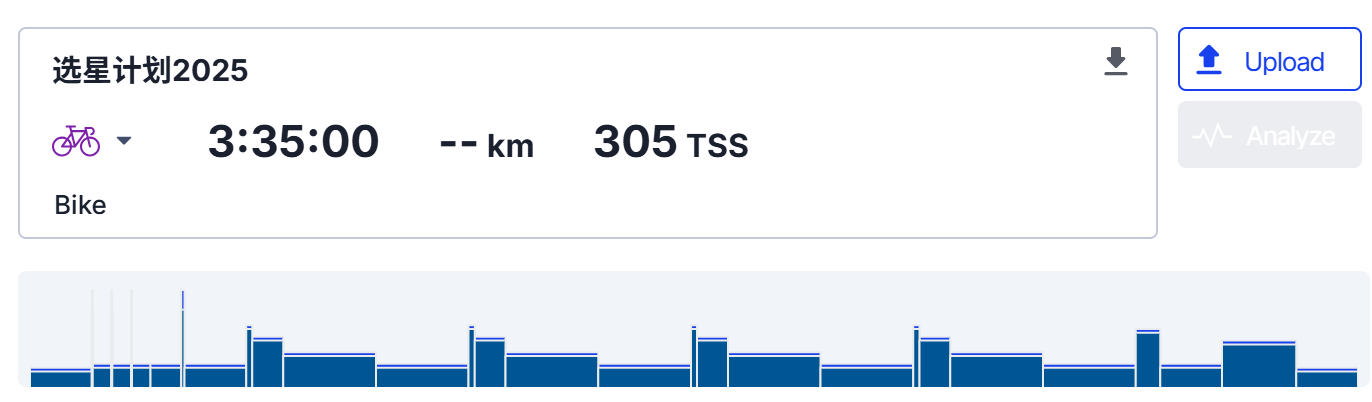 选星计划2025
Upload
3:35:00 -- km 305 TSS
Analyze
Bike